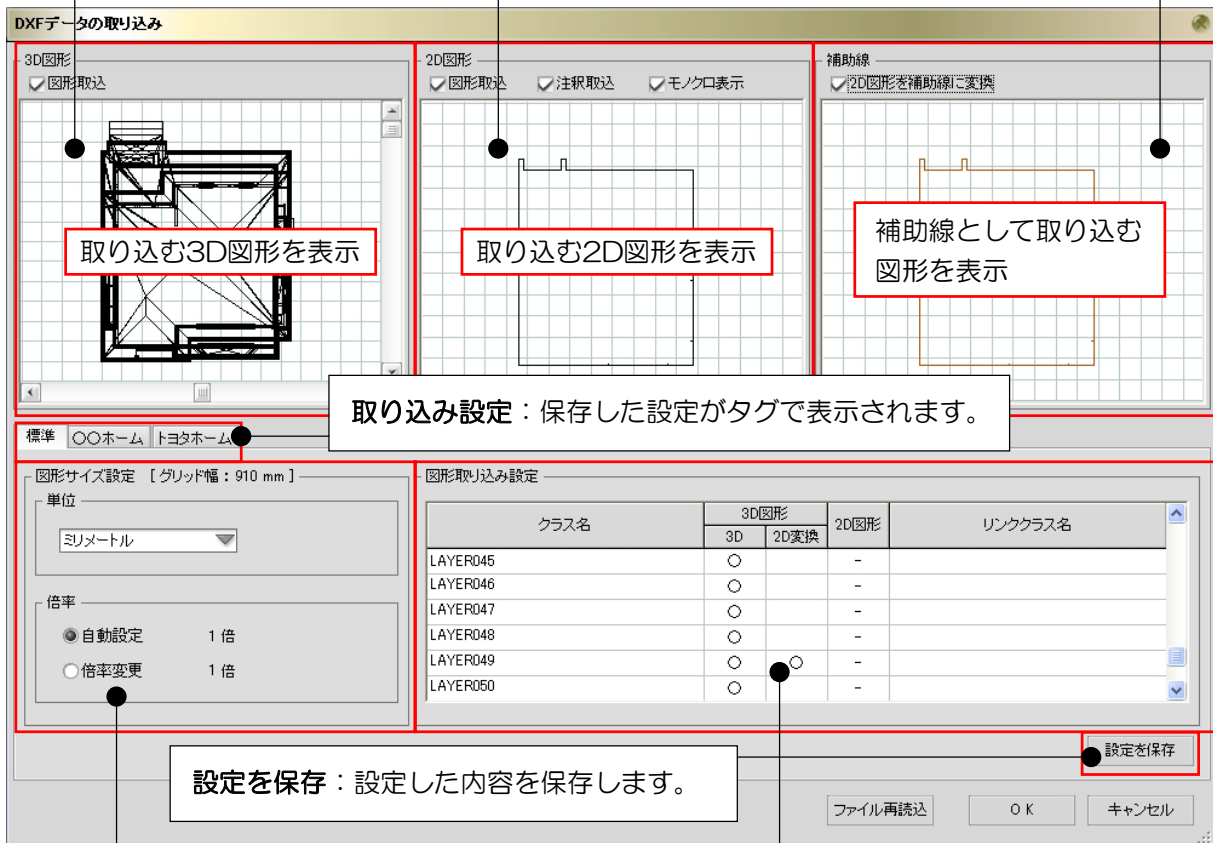 DXFデータの取り込み
3D図形
図形取込
2D図形
図形取込 注釈取込 モノクロ表示
補助線
2D図形を補助線に変換
取り込む3D図形を表示
取り込む2D図形を表示
補助線として取り込む
図形を表示
取り込み設定：保存した設定がタグで表示されます。
標準 〇〇ホーム トヨタホーム
図形サイズ設定 [ グリッド幅：910 mm ]
単位
ミリメートル
倍率
自動設定 1 倍
倍率変更 1 倍
図形取り込み設定
クラス名 3D図形 2D図形 リンククラス名
3D 2D変換
LAYER045 ○ -
LAYER046 ○ -
LAYER047 ○ -
LAYER048 ○ -
LAYER049 ○ ○ -
LAYER050 ○ -
設定を保存
設定を保存：設定した内容を保存します。
ファイル再読込 O K キャンセル